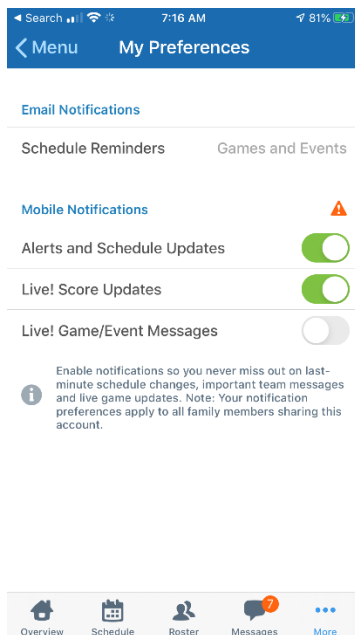 Search 7:16 AM 81%
Menu My Preferences
Email Notifications
Schedule Reminders Games and Events
Mobile Notifications
Alerts and Schedule Updates
Live! Score Updates
Live! Game/Event Messages
Enable notifications so you never miss out on last-
minute schedule changes, important team messages
and live game updates. Note: Your notification
preferences apply to all family members sharing this
account.
7
Overview Schedule Roster Messages More